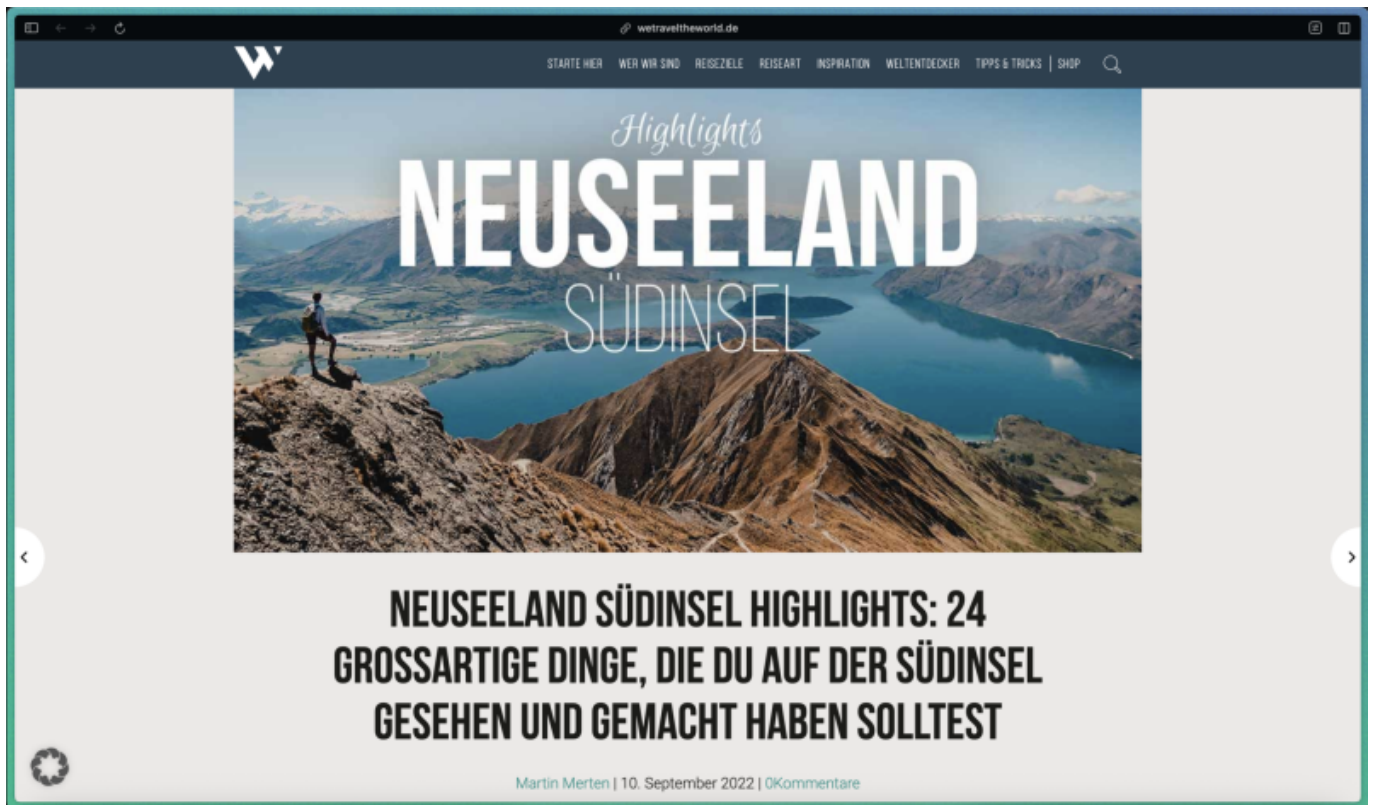 wetraveltheworld.de
STARTE HIER WER WIR SIND REISEZIELE REISEART INSPIRATION WELTENTDECKER TIPPS & TRICKS | SHOP
Highlights
NEUSEELAND
SÜDINSEL
NEUSEELAND SÜDINSEL HIGHLIGHTS: 24
GROSSARTIGE DINGE, DIE DU AUF DER SÜDINSEL
GESEHEN UND GEMACHT HABEN SOLLTEST
Martin Merten | 10. September 2022 | 0Kommentare